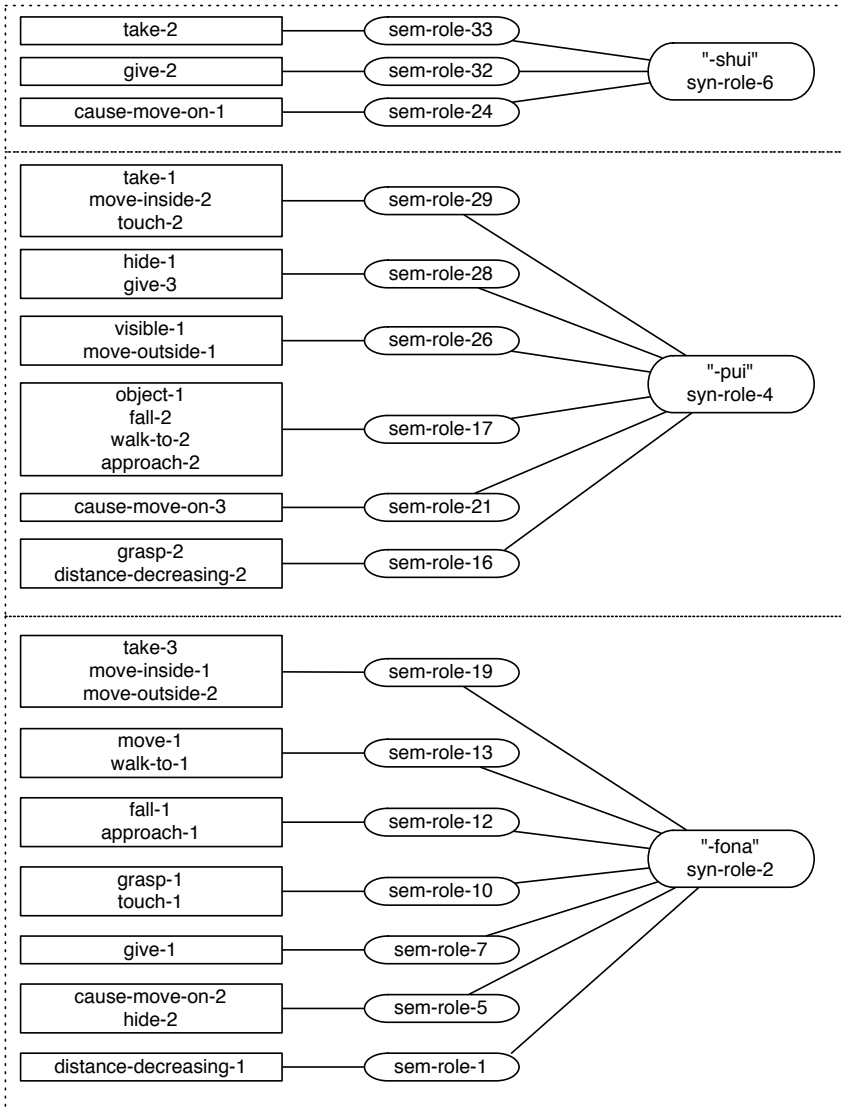 take-2
sem-role-33
give-2
sem-role-32
cause-move-on-1
sem-role-24
"-shui"
syn-role-6
take-1
move-inside-2
touch-2
sem-role-29
hide-1
give-3
sem-role-28
visible-1
move-outside-1
sem-role-26
object-1
fall-2
walk-to-2
approach-2
sem-role-17
cause-move-on-3
sem-role-21
grasp-2
distance-decreasing-2
sem-role-16
"-pui"
syn-role-4
take-3
move-inside-1
move-outside-2
sem-role-19
move-1
walk-to-1
sem-role-13
fall-1
approach-1
sem-role-12
grasp-1
touch-1
sem-role-10
give-1
sem-role-7
cause-move-on-2
hide-2
sem-role-5
distance-decreasing-1
sem-role-1
"-fona"
syn-role-2